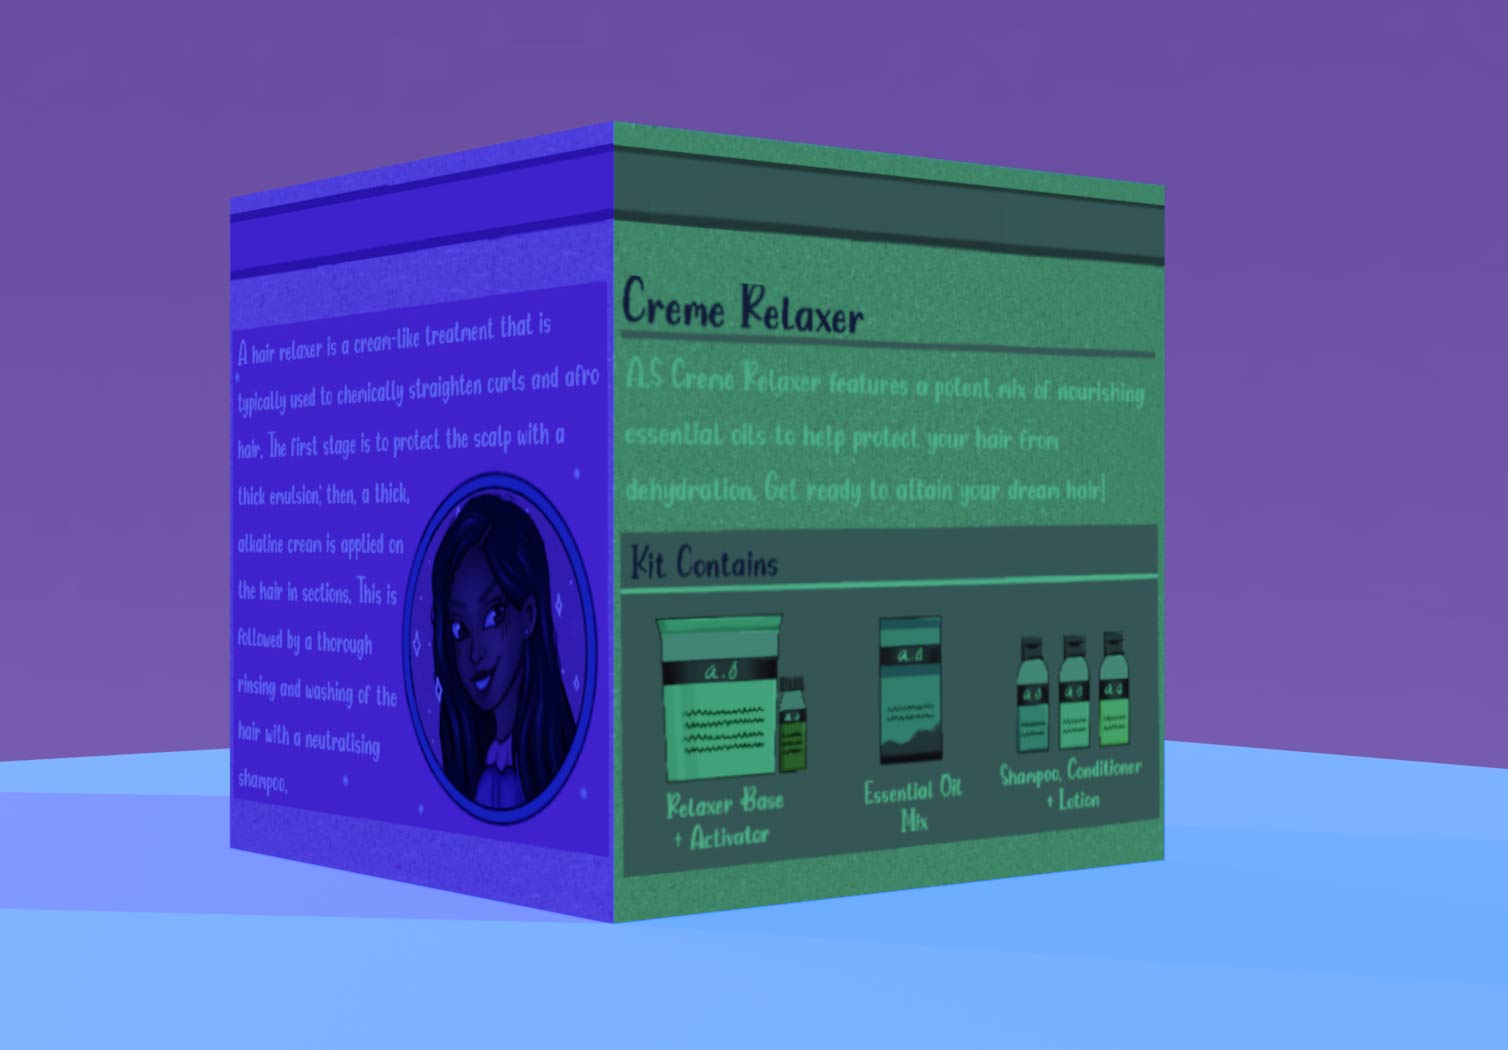 A hair relaxer is a cream-like treatment that is
typically used to chemically straighten curls and afro
hair. The first stage is to protect the scalp with a
thick emulsion; then, a thick,
alkaline cream is applied on
the hair in sections. This is
followed by a thorough
rinsing and washing of the
hair with a neutralising
shampoo.
Creme Relaxer
A.S Creme Relaxer features a potent mix of nourishing
essential oils to help protect your hair from
dehydration. Get ready to attain your dream hair!
Kit Contains
a.s
a.s
a.s
a.s
a.s
a.s
Relaxer Base
+ Activator
Essential Oil
Mix
Shampoo, Conditioner
+ Lotion